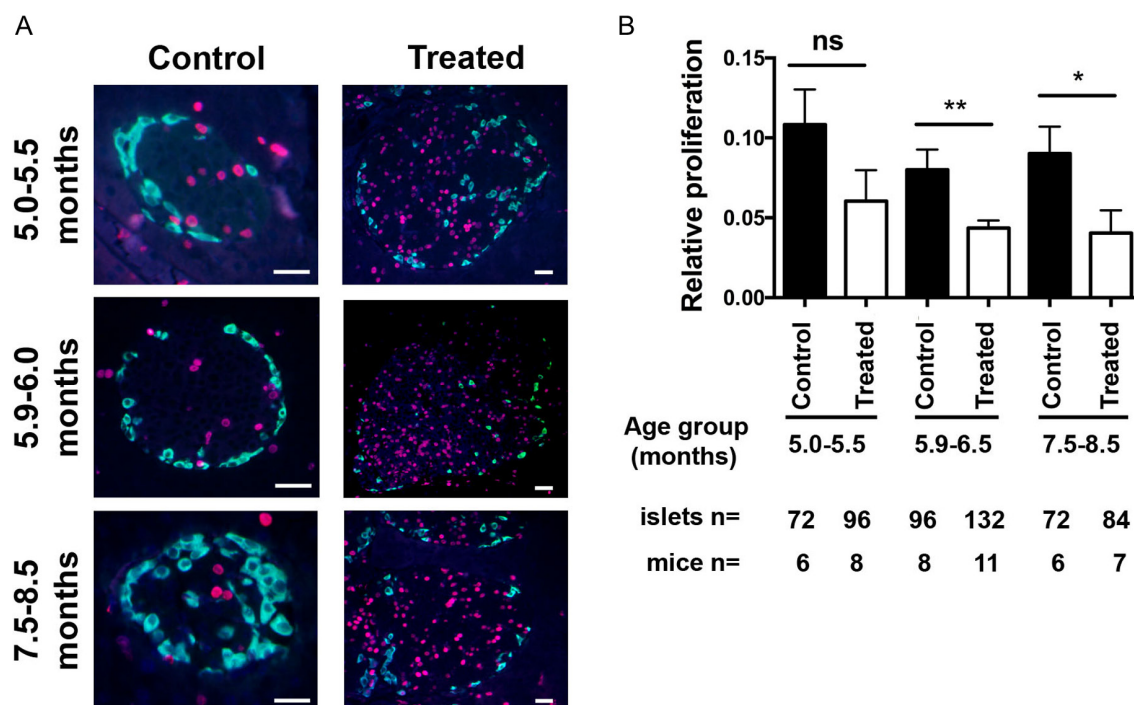 A
Control
Treated
5.0-5.5
months
5.9-6.0
months
7.5-8.5
months
B
Relative proliferation
0.15
0.10
0.05
0.00
ns
**
*
Control
Treated
Control
Treated
Control
Treated
Age group
(months)
5.0-5.5
5.9-6.5
7.5-8.5
islets n= 72 96 96 132 72 84
mice n= 6 8 8 11 6 7